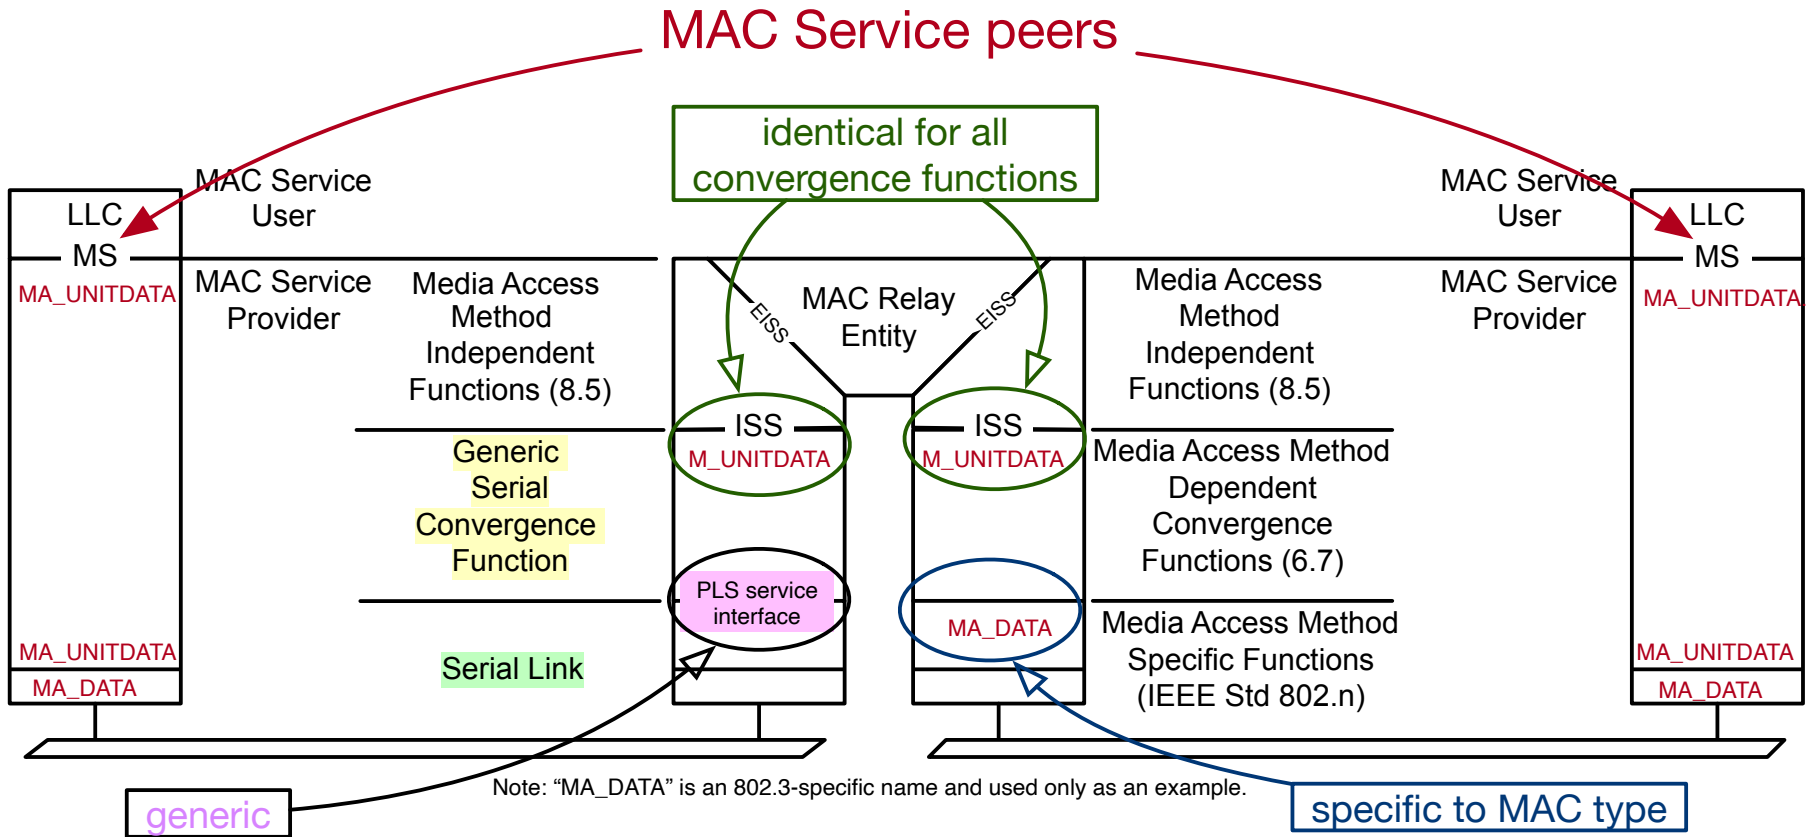 MAC Service peers
identical for all
convergence functions
MAC Service
User
MAC Service
User
LLC
MS
MA_UNITDATA
MAC Service
Provider
Media Access
Method
Independent
Functions (8.5)
EISS
MAC Relay
Entity
EISS
Media Access
Method
Independent
Functions (8.5)
MAC Service
Provider
LLC
MS
MA_UNITDATA
ISS
M_UNITDATA
ISS
M_UNITDATA
Generic
Serial
Convergence
Function
Media Access Method
Dependent
Convergence
Functions (6.7)
PLS service
interface
MA_DATA
Serial Link
Media Access Method
Specific Functions
(IEEE Std 802.n)
MA_UNITDATA
MA_DATA
MA_UNITDATA
MA_DATA
Note: “MA_DATA” is an 802.3-specific name and used only as an example.
generic
specific to MAC type